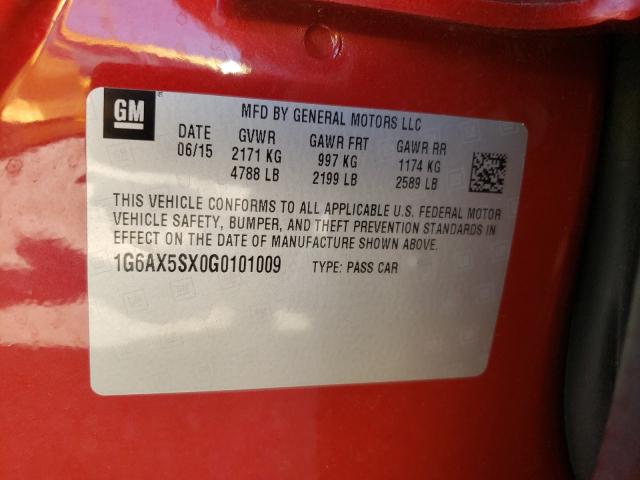 GM
MFD BY GENERAL MOTORS LLC
DATE GVWR GAWR FRT GAWR RR
06/15 2171 KG 997 KG 1174 KG
4788 LB 2199 LB 2589 LB
THIS VEHICLE CONFORMS TO ALL APPLICABLE U.S. FEDERAL MOTOR
VEHICLE SAFETY, BUMPER, AND THEFT PREVENTION STANDARDS IN
EFFECT ON THE DATE OF MANUFACTURE SHOWN ABOVE.
1G6AX5SX0G0101009 TYPE: PASS CAR